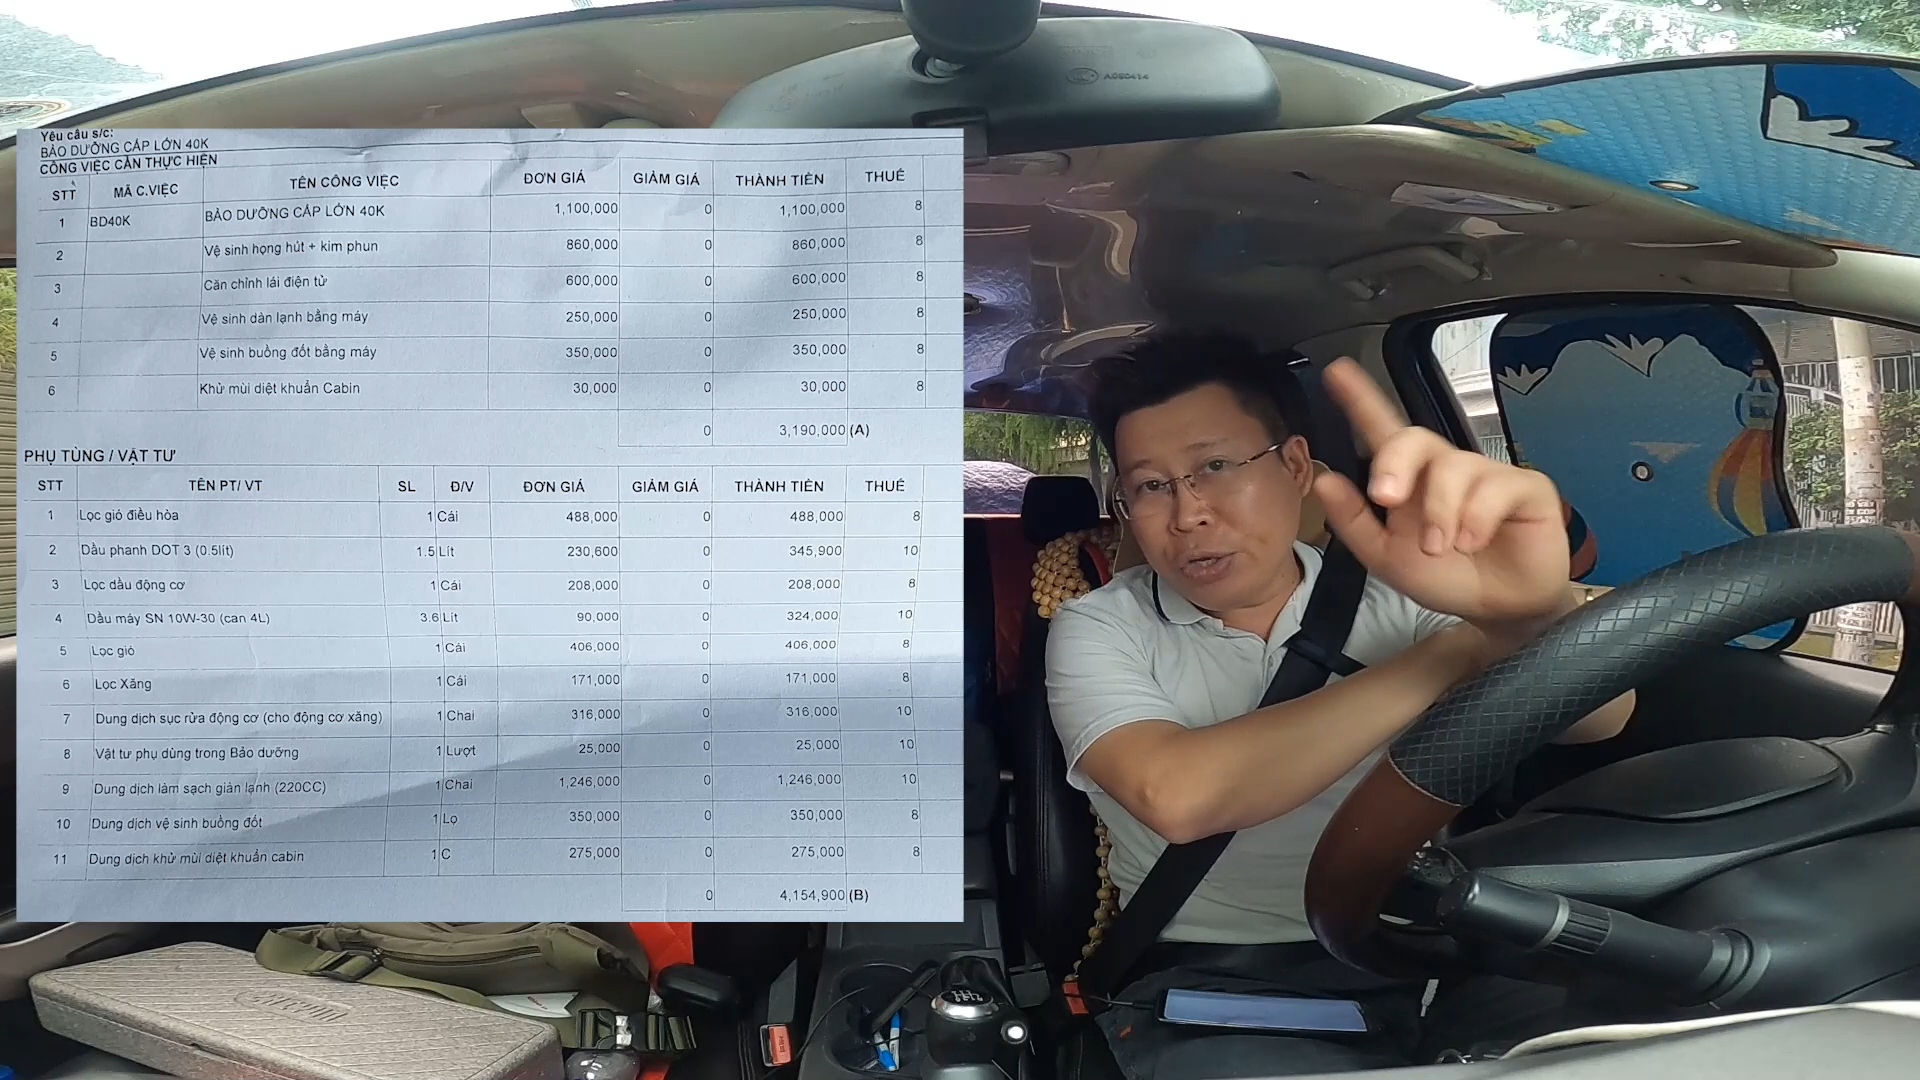 A050414
Yêu cầu s/c:
BẢO DƯỠNG CẤP LỚN 40K
CÔNG VIỆC CẦN THỰC HIỆN
STT MÃ C.VIỆC TÊN CÔNG VIỆC ĐƠN GIÁ GIẢM GIÁ THÀNH TIỀN THUẾ
1 BD40K BẢO DƯỠNG CẤP LỚN 40K 1,100,000 0 1,100,000 8
2 Vệ sinh họng hút + kim phun 860,000 0 860,000 8
3 Cân chỉnh lái điện tử 600,000 0 600,000 8
4 Vệ sinh dàn lạnh bằng máy 250,000 0 250,000 8
5 Vệ sinh buồng đốt bằng máy 350,000 0 350,000 8
6 Khử mùi diệt khuẩn Cabin 30,000 0 30,000 8
0 3,190,000 (A)
PHỤ TÙNG / VẬT TƯ
STT TÊN PT/ VT SL Đ/V ĐƠN GIÁ GIẢM GIÁ THÀNH TIỀN THUẾ
1 Lọc gió điều hòa 1 Cái 488,000 0 488,000 8
2 Dầu phanh DOT 3 (0.5lít) 1.5 Lít 230,600 0 345,900 10
3 Lọc dầu động cơ 1 Cái 208,000 0 208,000 8
4 Dầu máy SN 10W-30 (can 4L) 3.6 Lít 90,000 0 324,000 10
5 Lọc gió 1 Cái 406,000 0 406,000 8
6 Lọc Xăng 1 Cái 171,000 0 171,000 8
7 Dung dịch sục rửa động cơ (cho động cơ xăng) 1 Chai 316,000 0 316,000 10
8 Vật tư phụ dùng trong Bảo dưỡng 1 Lượt 25,000 0 25,000 10
9 Dung dịch làm sạch giàn lạnh (220CC) 1 Chai 1,246,000 0 1,246,000 10
10 Dung dịch vệ sinh buồng đốt 1 Lọ 350,000 0 350,000 8
11 Dung dịch khử mùi diệt khuẩn cabin 1 C 275,000 0 275,000 8
0 4,154,900 (B)